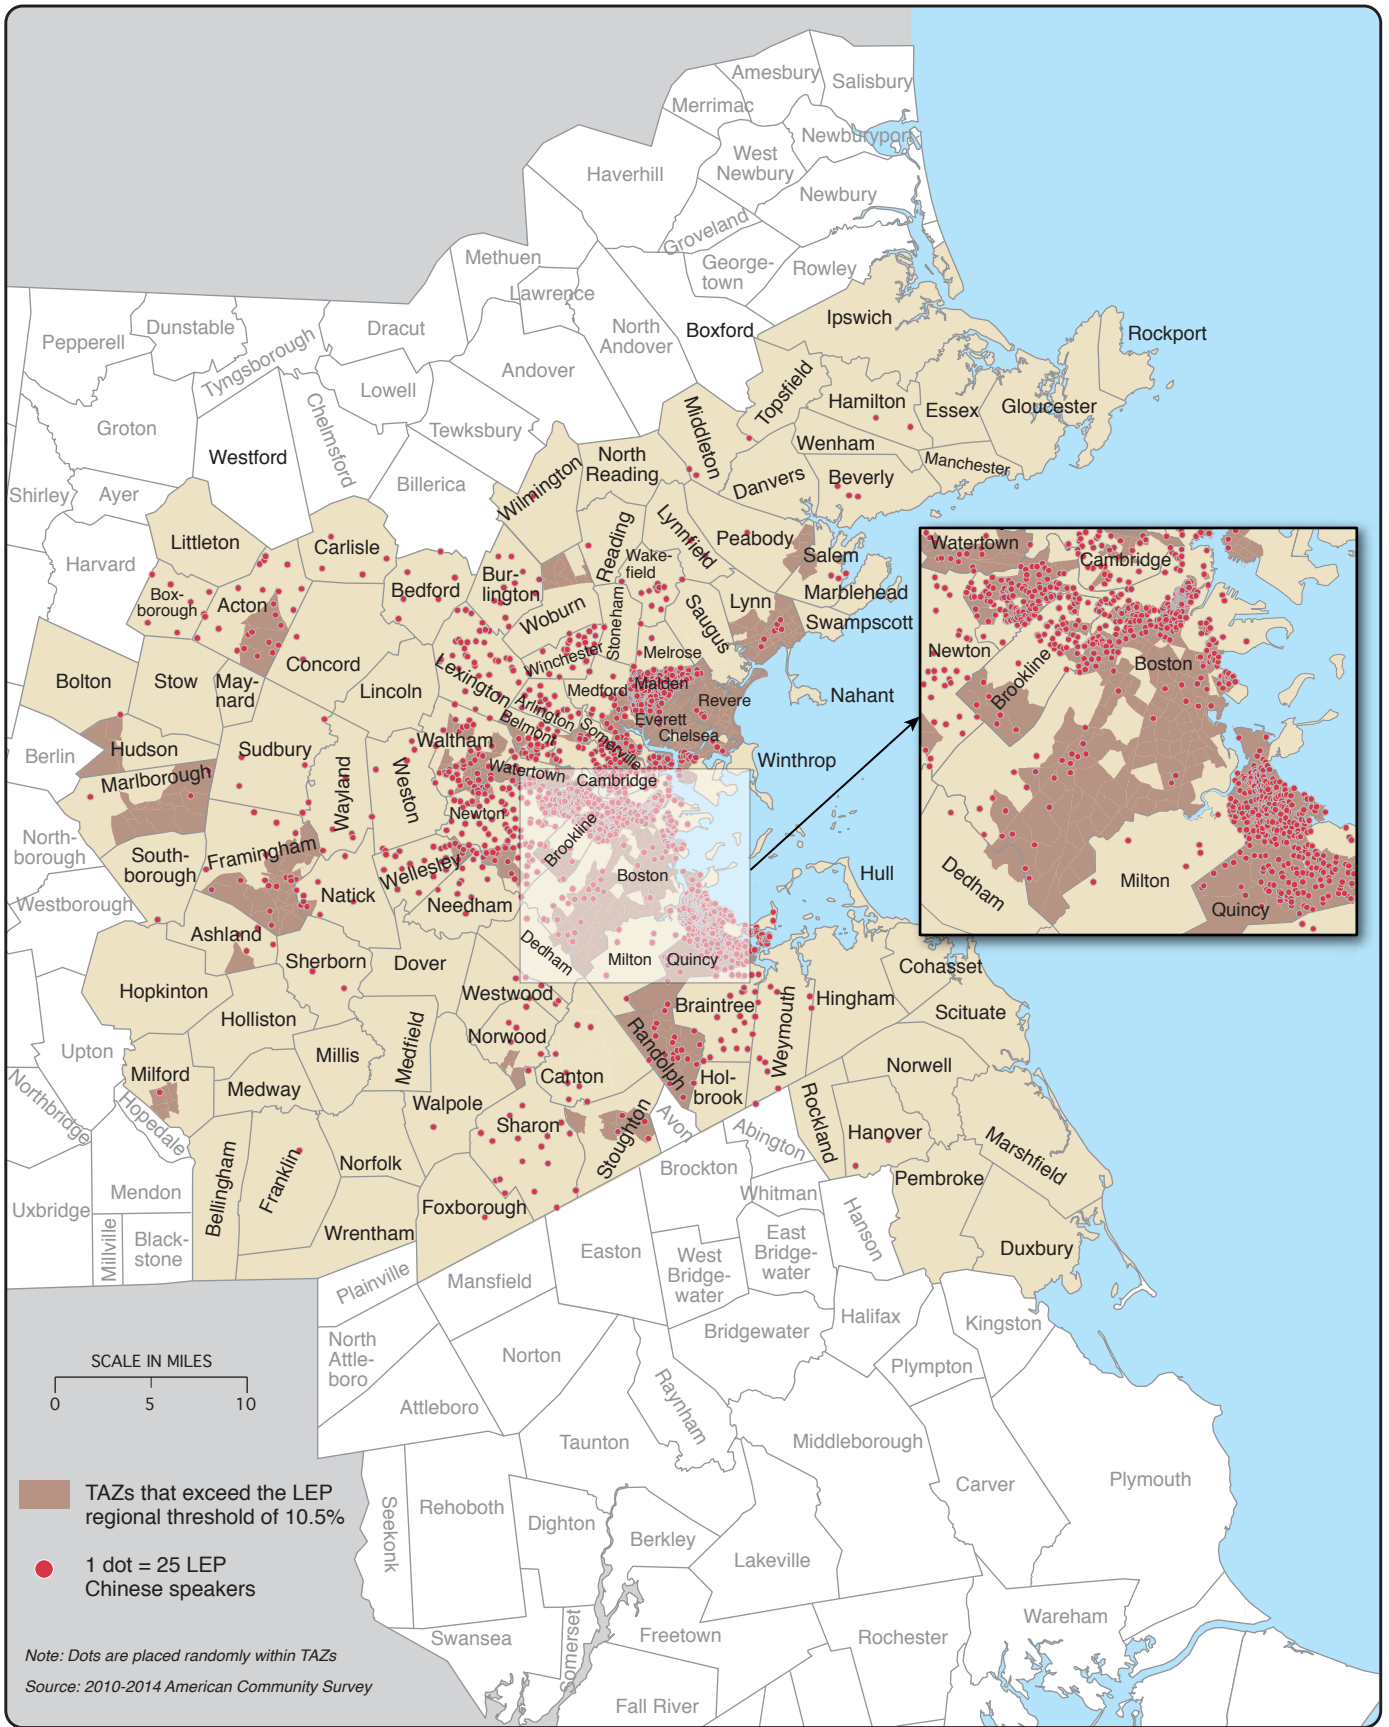 Amesbury
Salisbury
Merrimac
Newburyport
West
Newbury
Haverhill
Newbury
Groveland
Methuen
George-
town
Rowley
Lawrence
Ipswich
Pepperell
Dunstable
Tyngsborough
Dracut
North
Andover
Boxford
Rockport
Andover
Lowell
Topsfield
Hamilton
Essex
Gloucester
Groton
Chelmsford
Tewksbury
Middleton
Wenham
Westford
North
Reading
Manchester
Shirley
Ayer
Billerica
Wilmington
Danvers
Beverly
Littleton
Carlisle
Reading
Lynnfield
Peabody
Wake-
field
Salem
Harvard
Box-
borough
Acton
Bedford
Bur-
lington
Woburn
Stoneham
Saugus
Lynn
Marblehead
Swampscott
Concord
Winchester
Melrose
Bolton
Stow
May-
nard
Lincoln
Lexington
Arlington
Medford
Malden
Revere
Nahant
Belmont
Somerville
Everett
Chelsea
Berlin
Hudson
Sudbury
Waltham
Winthrop
Marlborough
Wayland
Weston
Watertown
Cambridge
Newton
North-
borough
South-
borough
Framingham
Wellesley
Brookline
Boston
Hull
Westborough
Natick
Needham
Ashland
Sherborn
Dover
Dedham
Milton
Quincy
Cohasset
Hopkinton
Westwood
Braintree
Weymouth
Hingham
Scituate
Holliston
Medfield
Norwood
Randolph
Upton
Millis
Norwell
Milford
Medway
Canton
Hol-
brook
Northbridge
Hopedale
Walpole
Sharon
Stoughton
Avon
Abington
Rockland
Hanover
Marshfield
Bellingham
Franklin
Norfolk
Brockton
Pembroke
Mendon
Uxbridge
Foxborough
Whitman
Hanson
Millville
Black-
stone
Wrentham
Easton
West
Bridge-
water
East
Bridge-
water
Duxbury
Plainville
Mansfield
Halifax
Kingston
North
Attle-
boro
Norton
Bridgewater
Plympton
Attleboro
Raynham
Taunton
Middleborough
Carver
Plymouth
Seekonk
Rehoboth
Dighton
Berkley
Lakeville
Wareham
Swansea
Somerset
Freetown
Rochester
Fall River
Watertown
Cambridge
Newton
Brookline
Boston
Dedham
Milton
Quincy
SCALE IN MILES
0 5 10
TAZs that exceed the LEP
regional threshold of 10.5%
1 dot = 25 LEP
Chinese speakers
Note: Dots are placed randomly within TAZs
Source: 2010-2014 American Community Survey